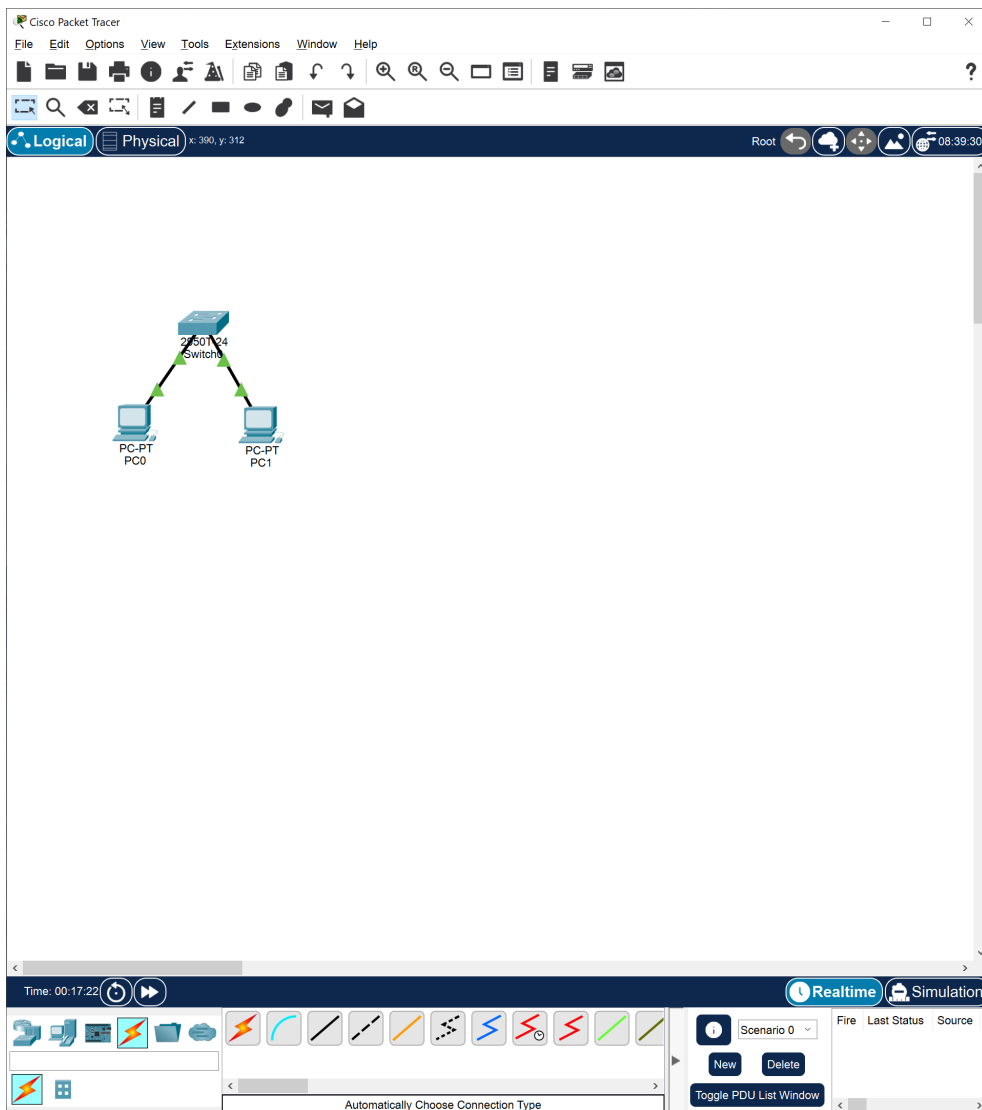 Cisco Packet Tracer
File Edit Options View Tools Extensions Window Help
?
Logical Physical x: 390, y: 312 Root 08:39:30
2950T-24
Switch0
PC-PT
PC0
PC-PT
PC1
Time: 00:17:22 Realtime Simulation
Scenario 0 Fire Last Status Source
New Delete
Toggle PDU List Window
Automatically Choose Connection Type